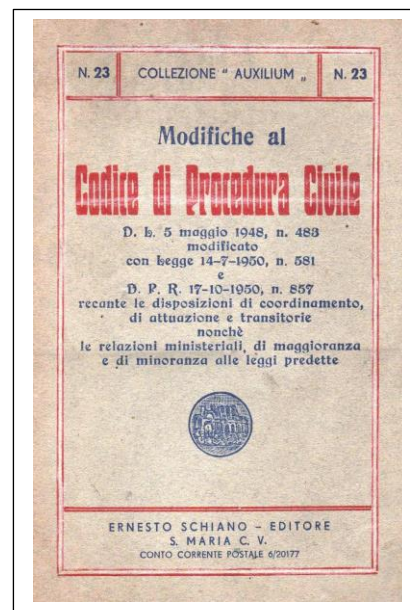 N. 23 COLLEZIONE " AUXILIUM „ N. 23
Modifiche al
Codice di Procedura Civile
D. L. 5 maggio 1948, n. 483
modificato
con Legge 14-7-1950, n. 581
e
D. P. R. 17-10-1950, n. 857
recante le disposizioni di coordinamento,
di attuazione e transitorie
nonchè
le relazioni ministeriali, di maggioranza
e di minoranza alle leggi predette
ERNESTO SCHIANO – EDITORE
S. MARIA C. V.
CONTO CORRENTE POSTALE 6/20177